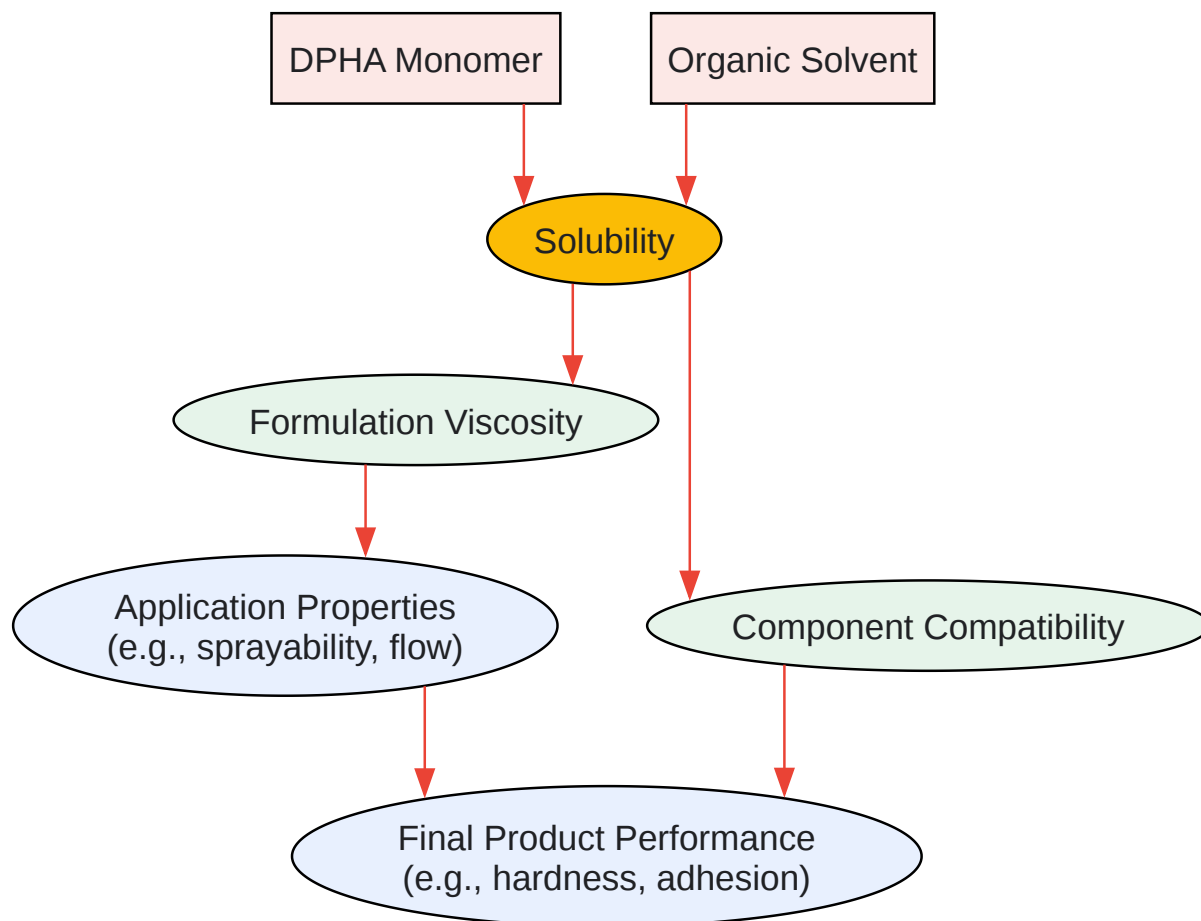 DPHA Monomer
Organic Solvent
Solubility
Formulation Viscosity
Application Properties
(e.g., sprayability, flow)
Component Compatibility
Final Product Performance
(e.g., hardness, adhesion)